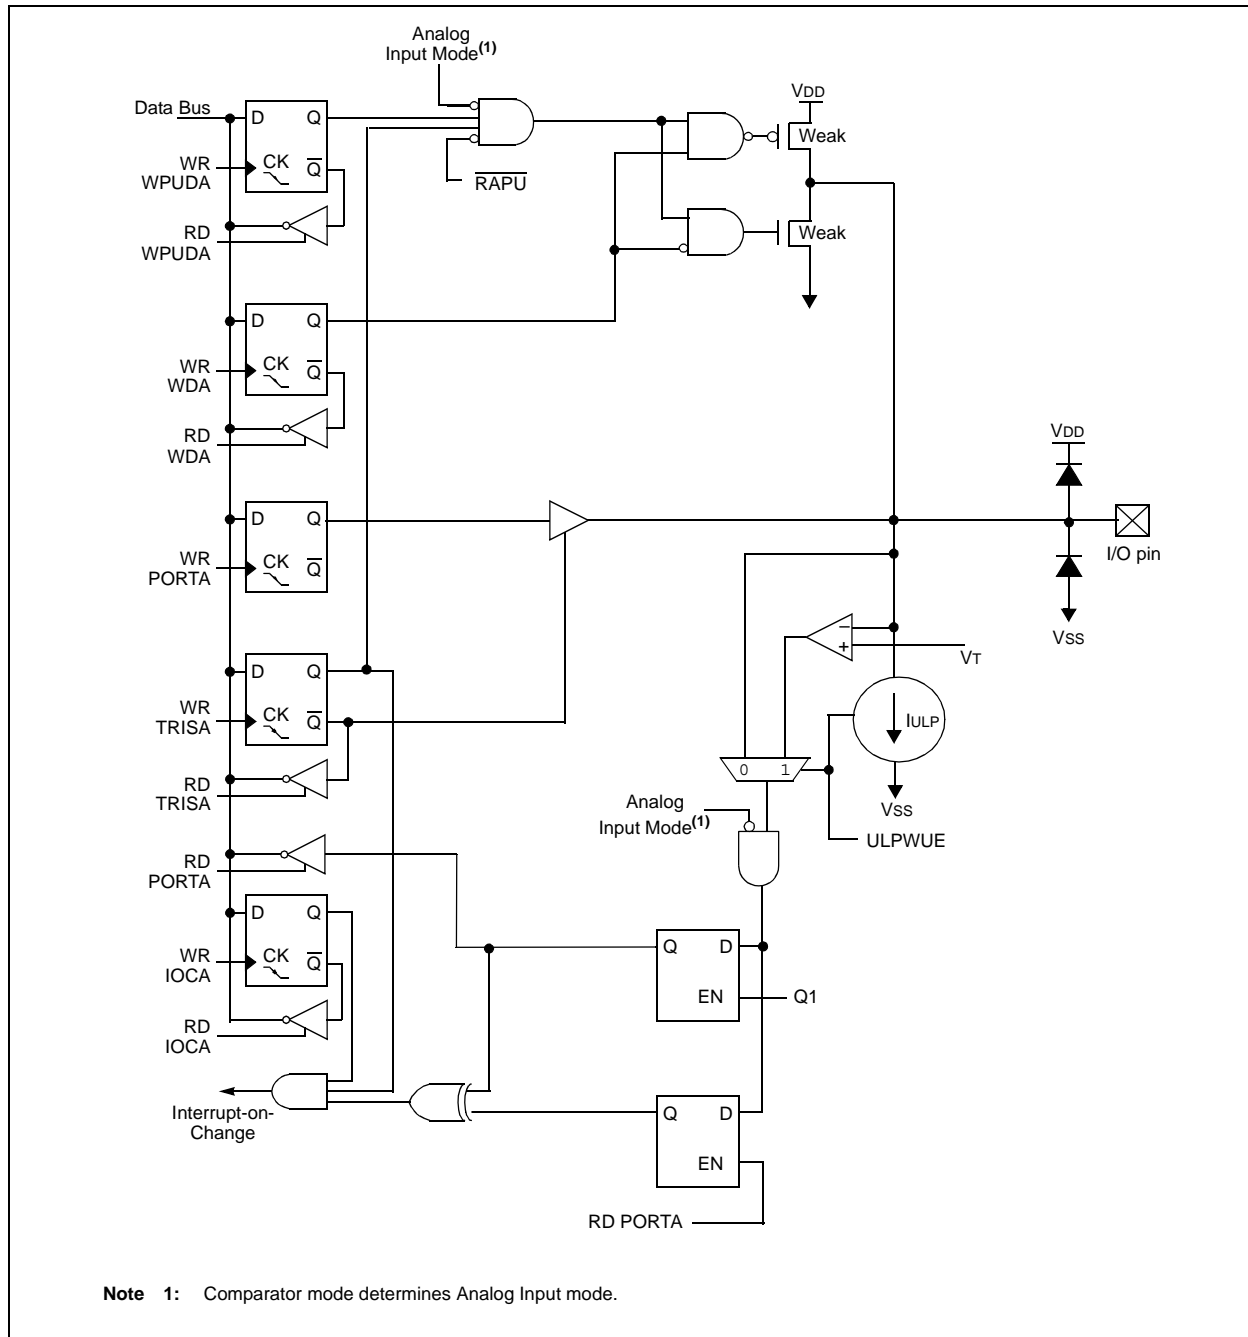 Analog
Input Mode(1)
VDD
Data Bus
D Q
Weak
WR
WPUDA
CK Q̅
R̅A̅P̅U̅
RD
WPUDA
Weak
D Q
WR
WDA
CK Q̅
RD
WDA
VDD
D Q
WR
PORTA
CK Q̅
I/O pin
VSS
− 
+
VT
D Q
WR
TRISA
CK Q̅
IULP
0 1
RD
TRISA
VSS
Analog
Input Mode(1)
ULPWUE
RD
PORTA
D Q
WR
IOCA
CK Q̅
Q D
EN
Q1
RD
IOCA
Interrupt-on-
Change
Q D
EN
RD PORTA
Note 1: Comparator mode determines Analog Input mode.